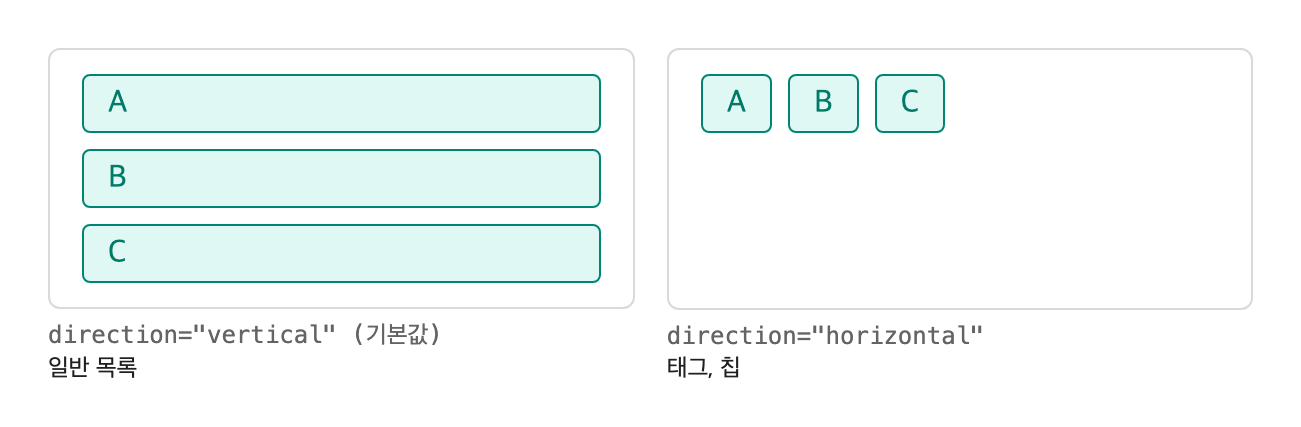 A
B
C
direction="vertical" (기본값)
일반 목록
A B C
direction="horizontal"
태그, 칩